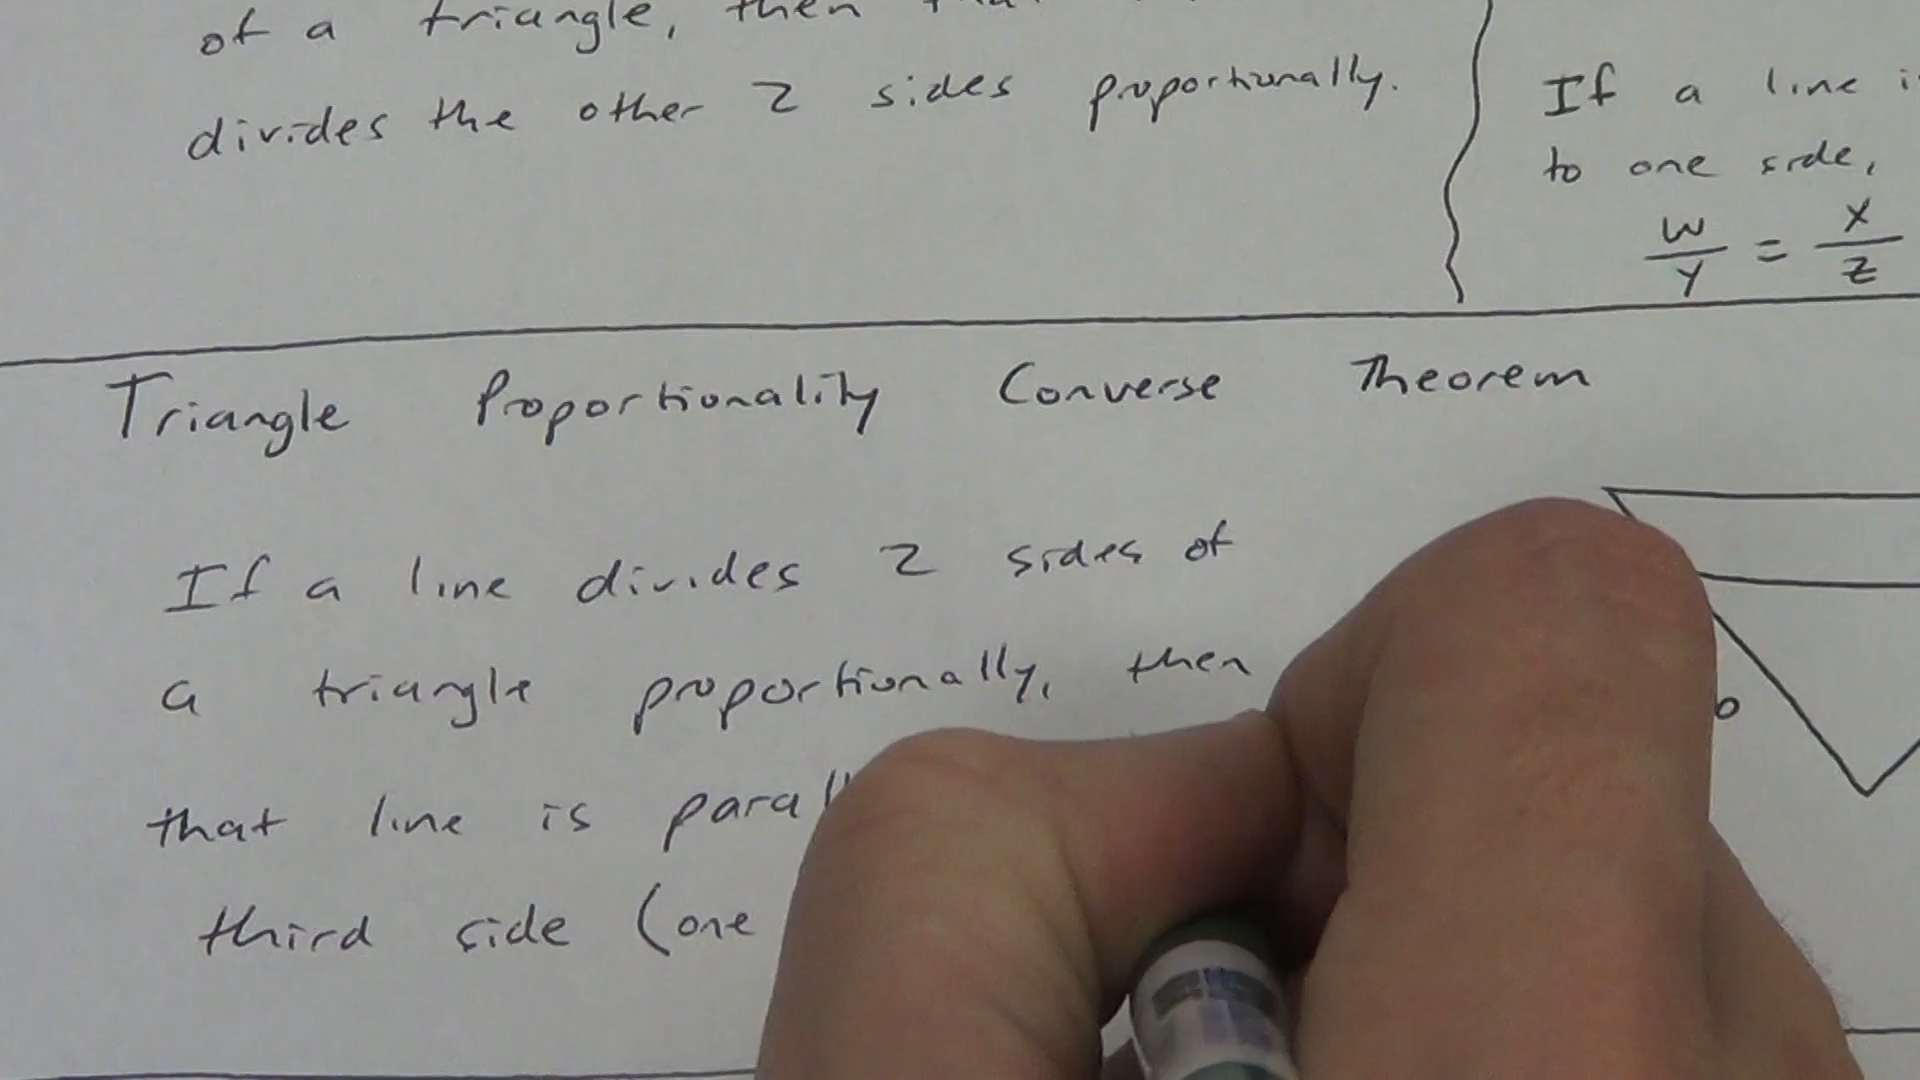 of a triangle, then
divides the other 2 sides proportionally.
If a line
to one side,
W/Y = X/Z
Triangle Proportionality Converse Theorem
If a line divides 2 sides of
a triangle proportionally, then
that line is
third side (one